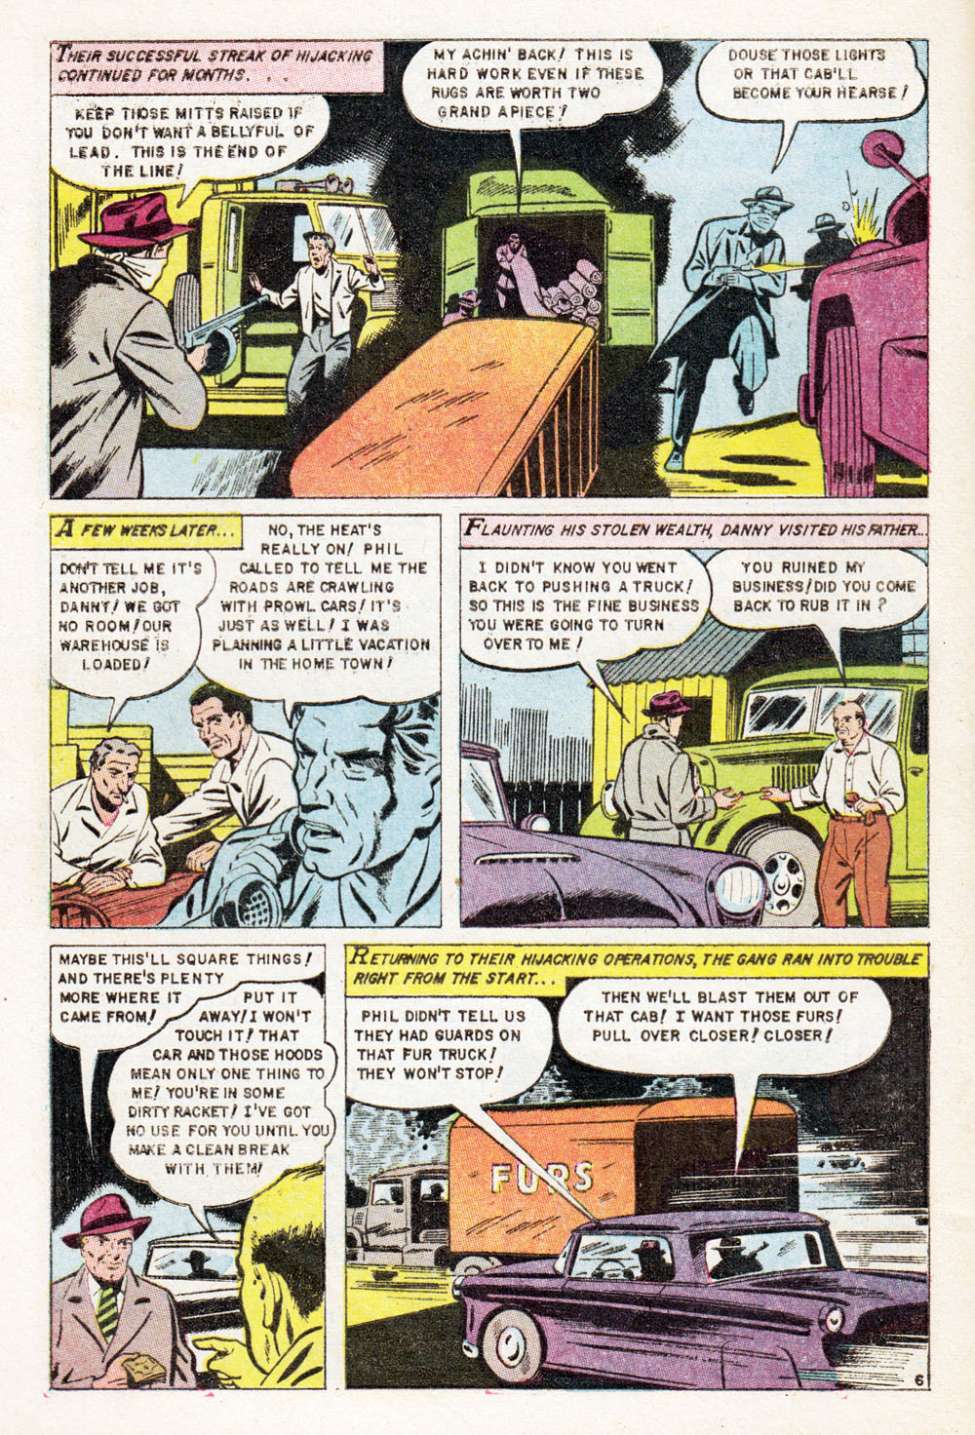 THEIR SUCCESSFUL STREAK OF HIJACKING
CONTINUED FOR MONTHS. . .
KEEP THOSE MITTS RAISED IF
YOU DON'T WANT A BELLYFUL OF
LEAD. THIS IS THE END OF
THE LINE!
MY ACHIN' BACK! THIS IS
HARD WORK EVEN IF THESE
RUGS ARE WORTH TWO
GRAND APIECE!
DOUSE THOSE LIGHTS
OR THAT CAB'LL
BECOME YOUR HEARSE!
A FEW WEEKS LATER...
DON'T TELL ME IT'S
ANOTHER JOB,
DANNY! WE GOT
NO ROOM! OUR
WAREHOUSE IS
LOADED!
NO, THE HEAT'S
REALLY ON! PHIL
CALLED TO TELL ME THE
ROADS ARE CRAWLING
WITH PROWL CARS! IT'S
JUST AS WELL! I WAS
PLANNING A LITTLE VACATION
IN THE HOME TOWN!
FLAUNTING HIS STOLEN WEALTH, DANNY VISITED HIS FATHER...
I DIDN'T KNOW YOU WENT
BACK TO PUSHING A TRUCK!
SO THIS IS THE FINE BUSINESS
YOU WERE GOING TO TURN
OVER TO ME!
YOU RUINED MY
BUSINESS! DID YOU COME
BACK TO RUB IT IN?
MAYBE THIS'LL SQUARE THINGS!
AND THERE'S PLENTY
MORE WHERE IT
CAME FROM!
PUT IT
AWAY! I WON'T
TOUCH IT! THAT
CAR AND THOSE HOODS
MEAN ONLY ONE THING TO
ME! YOU'RE IN SOME
DIRTY RACKET! I'VE GOT
NO USE FOR YOU UNTIL YOU
MAKE A CLEAN BREAK
WITH THEM!
RETURNING TO THEIR HIJACKING OPERATIONS, THE GANG RAN INTO TROUBLE
RIGHT FROM THE START...
PHIL DIDN'T TELL US
THEY HAD GUARDS ON
THAT FUR TRUCK!
THEY WON'T STOP!
THEN WE'LL BLAST THEM OUT OF
THAT CAB! I WANT THOSE FURS!
PULL OVER CLOSER! CLOSER!
FURS
6